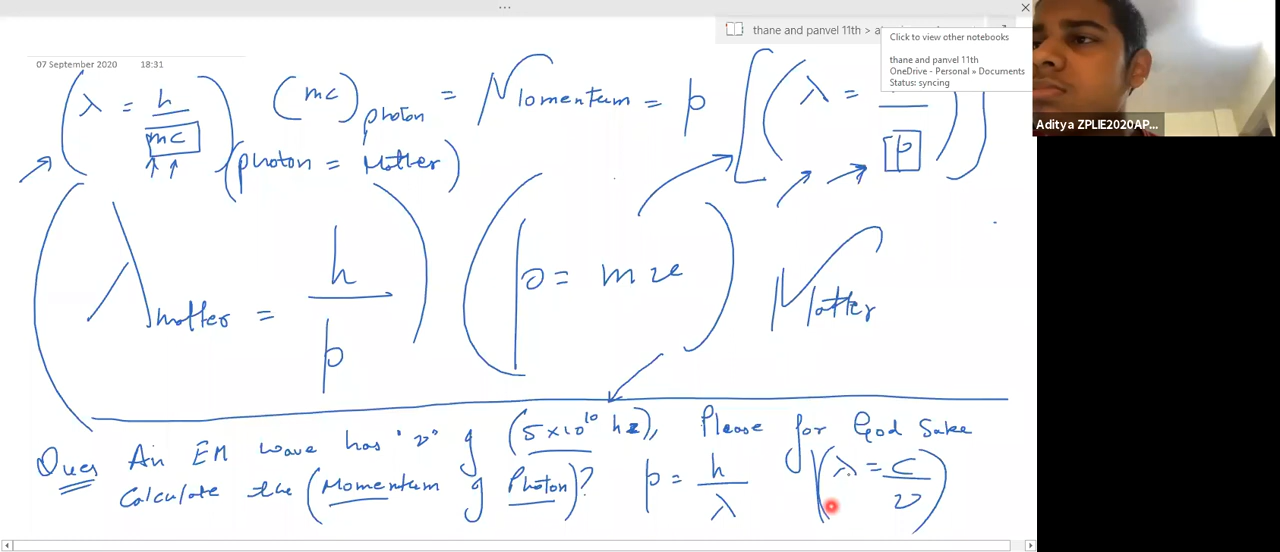 thane and panvel 11th > a
Click to view other notebooks
thane and panvel 11th
OneDrive - Personal » Documents
Status: syncing
07 September 2020 18:31
Aditya ZPLIE2020AP...
(λ = h/mc) (mc)photon = Momentum = p [(λ = /p)]
(photon = Matter)
(λmatter = h/p) (p = mv) Matter
Ques An EM wave has "ν" of (5×10^10 hz), Please for God Sake
Calculate the (Momentum of Photon)? p = h/λ (λ = c/ν)